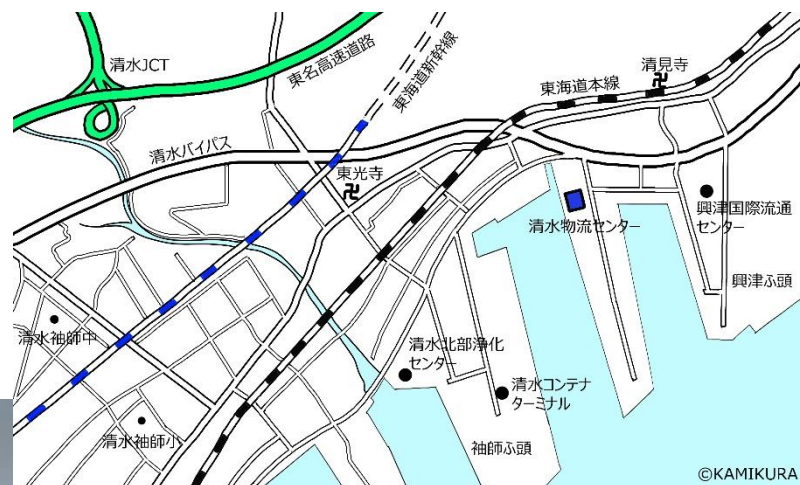 清水JCT
東名高速道路
東海道新幹線
清見寺
東海道本線
清水バイパス
東光寺
清水物流センター
興津国際流通
センター
興津ふ頭
清水袖師中
清水北部浄化
センター
清水コンテナ
ターミナル
清水袖師小
袖師ふ頭
©KAMIKURA